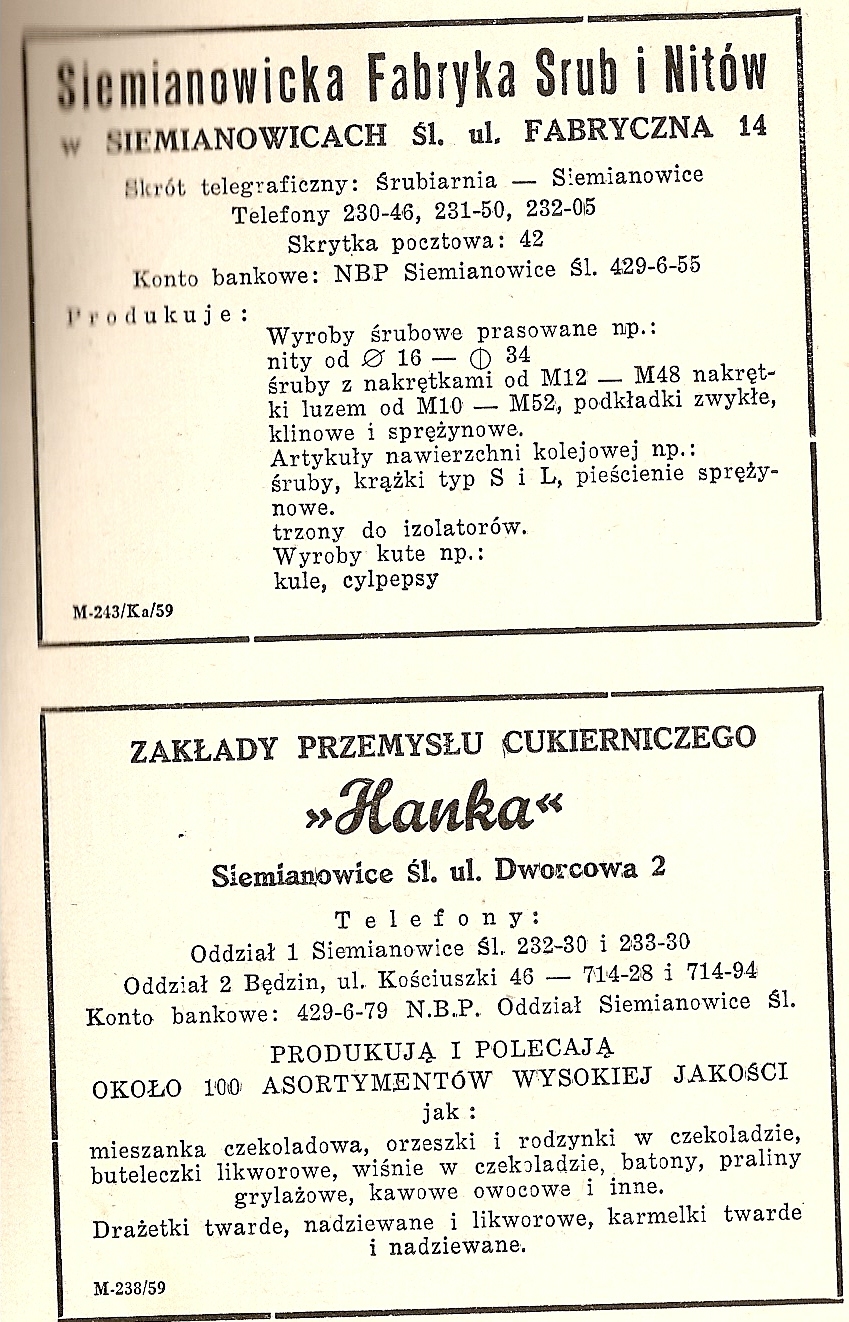 Siemianowicka Fabryka Srub i Nitów
w SIEMIANOWICACH śl. ul. FABRYCZNA 14
Skrót telegraficzny: śrubiarnia — Siemianowice
Telefony 230-46, 231-50, 232-05
Skrytka pocztowa: 42
Konto bankowe: NBP Siemianowice śl. 429-6-55
Produkuje:
Wyroby śrubowe prasowane np.:
nity od ∅ 16 — ⌽ 34
śruby z nakrętkami od M12 — M48 nakręt-
ki luzem od M10 — M52, podkładki zwykłe,
klinowe i sprężynowe.
Artykuły nawierzchni kolejowej np.:
śruby, krążki typ S i L, pieścienie spręży-
nowe.
trzony do izolatorów.
Wyroby kute np.:
kule, cylpepsy
M-243/Ka/59
ZAKŁADY PRZEMYSŁU CUKIERNICZEGO
»Hanka«
Siemianowice śl. ul. Dworcowa 2
Telefony:
Oddział 1 Siemianowice śl. 232-30 i 233-30
Oddział 2 Będzin, ul. Kościuszki 46 — 714-28 i 714-94
Konto bankowe: 429-6-79 N.B.P. Oddział Siemianowice śl.
PRODUKUJĄ I POLECAJĄ
OKOŁO 100 ASORTYMENTÓW WYSOKIEJ JAKOŚCI
jak:
mieszanka czekoladowa, orzeszki i rodzynki w czekoladzie,
buteleczki likworowe, wiśnie w czekoladzie, batony, praliny
grylażowe, kawowe owocowe i inne.
Drażetki twarde, nadziewane i likworowe, karmelki twarde
i nadziewane.
M-238/59